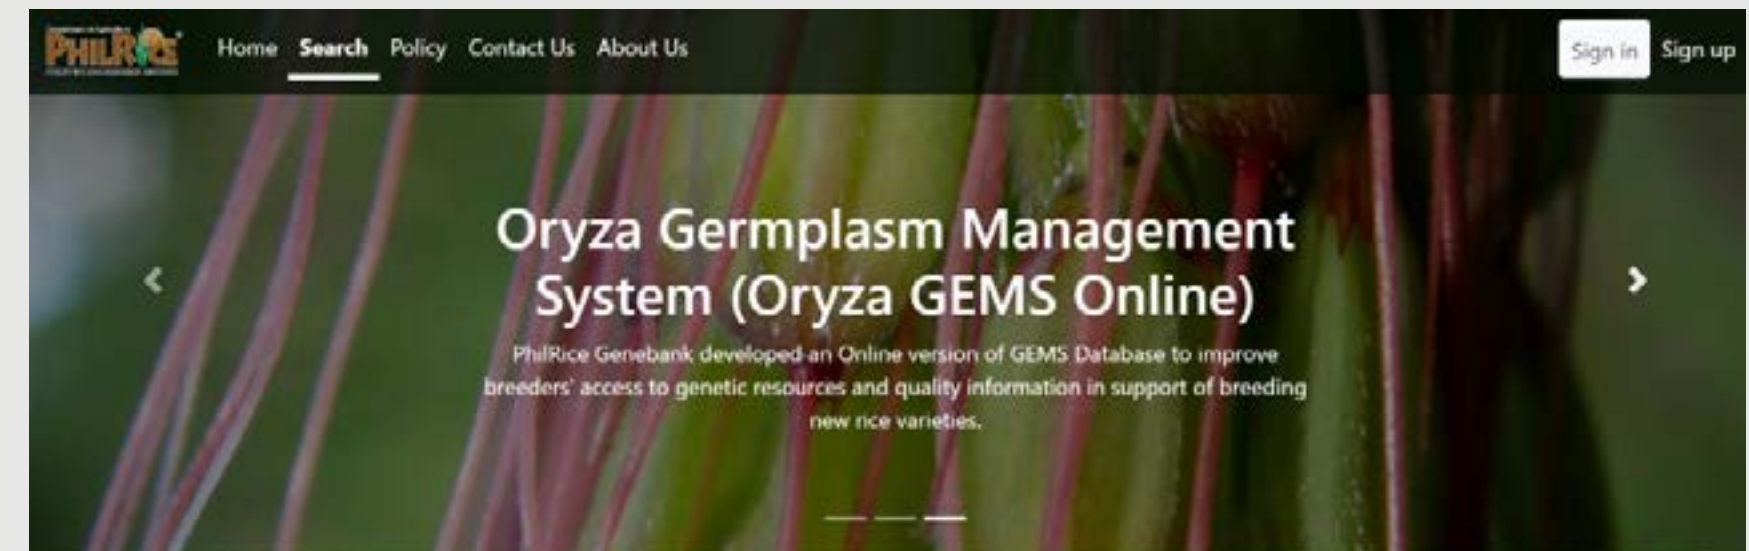 PHILRICE
Home Search Policy Contact Us About Us
Sign in Sign up
Oryza Germplasm Management
System (Oryza GEMS Online)
PhilRice Genebank developed an Online version of GEMS Database to improve
breeders' access to genetic resources and quality information in support of breeding
new rice varieties.